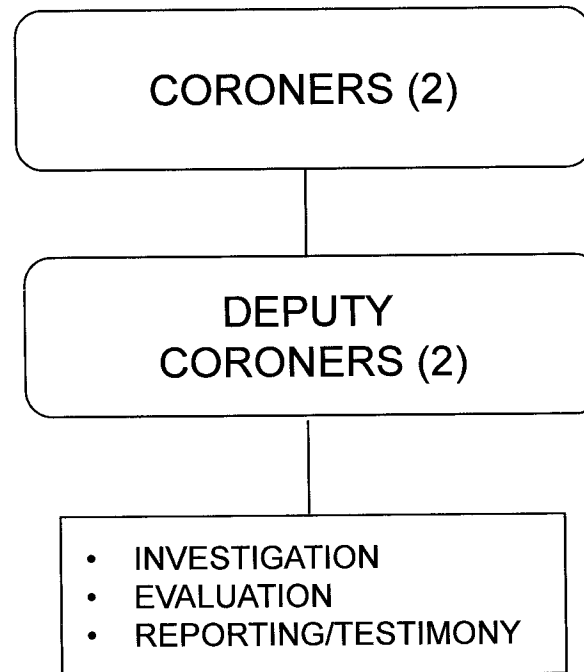 CORONERS (2)
DEPUTY
CORONERS (2)
• INVESTIGATION
• EVALUATION
• REPORTING/TESTIMONY